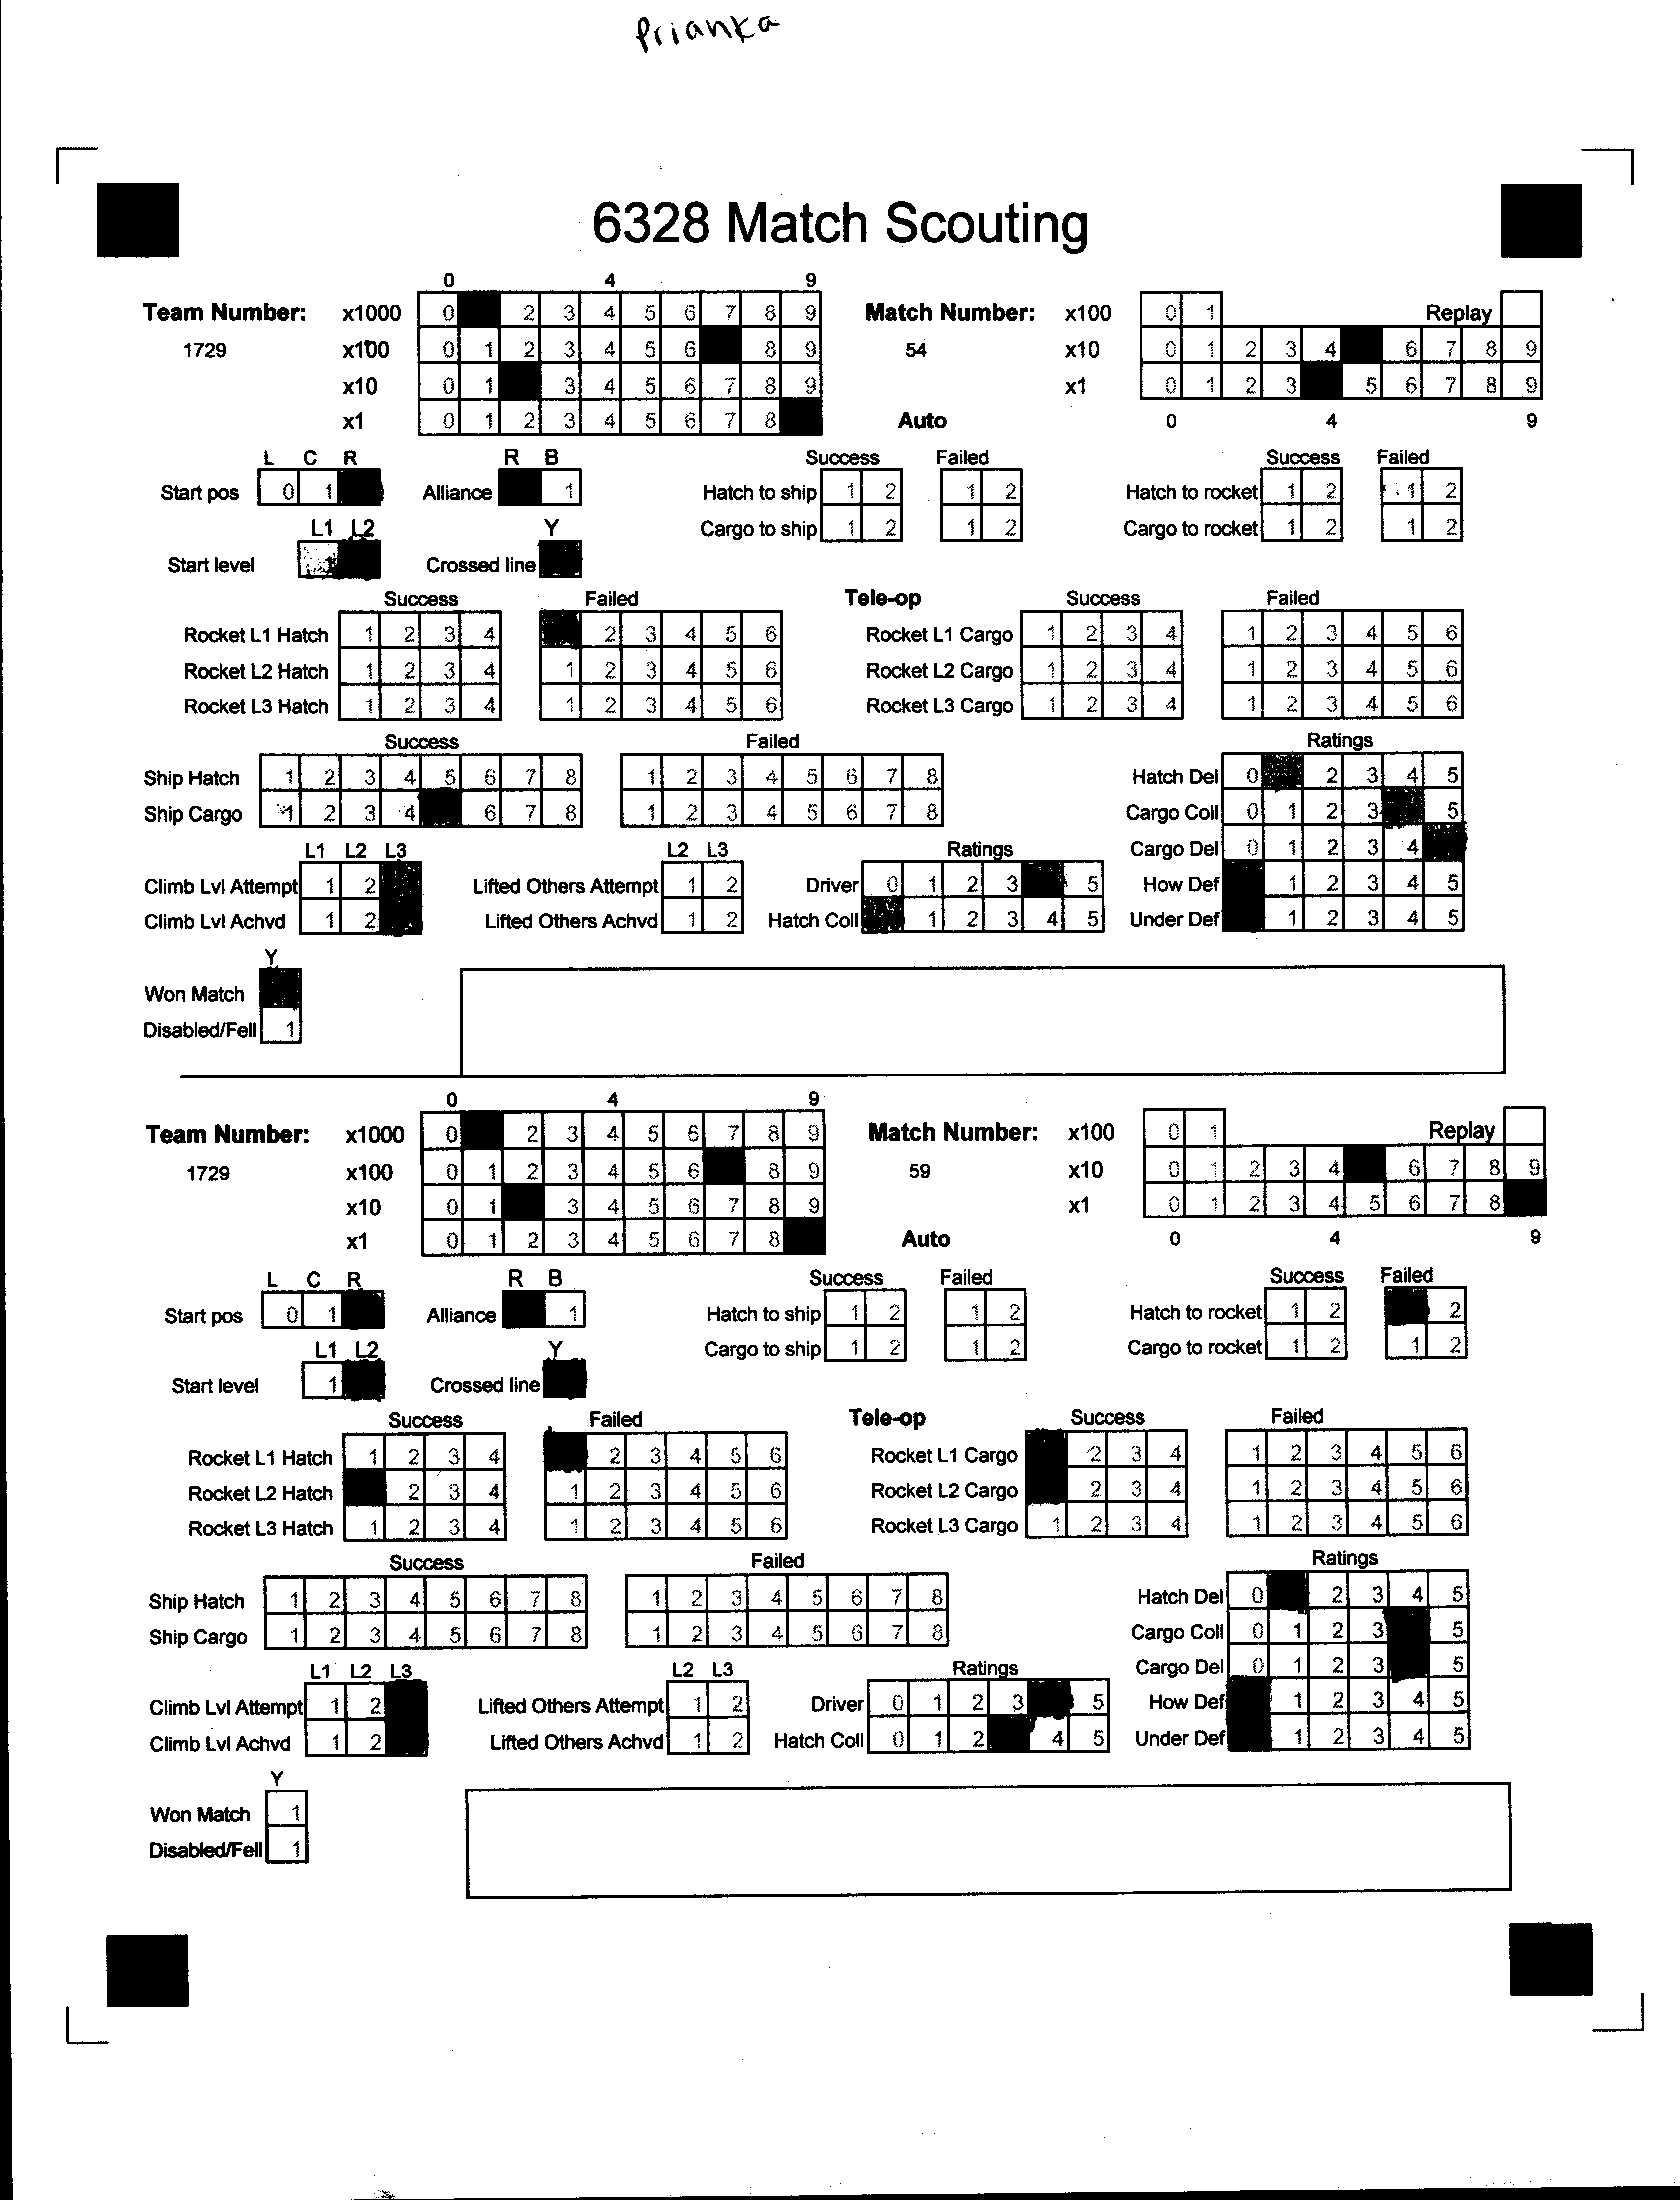 Prianka
6328 Match Scouting
0 4 9
Team Number: x1000 0 2 3 4 5 6 7 8 9 Match Number: x100 0 1 Replay
1729 x100 0 1 2 3 4 5 6 8 9 54 x10 0 1 2 3 4 6 7 8 9
x10 0 1 3 4 5 6 7 8 9 x1 0 1 2 3 5 6 7 8 9
x1 0 1 2 3 4 5 6 7 8 Auto 0 4 9
L C R R B Success Failed Success Failed
Start pos 0 1 Alliance 1 Hatch to ship 1 2 1 2 Hatch to rocket 1 2 1 2
L1 L2 Y Cargo to ship 1 2 1 2 Cargo to rocket 1 2 1 2
Start level 1 Crossed line
Success Failed Tele-op Success Failed
Rocket L1 Hatch 1 2 3 4 2 3 4 5 6 Rocket L1 Cargo 1 2 3 4 1 2 3 4 5 6
Rocket L2 Hatch 1 2 3 4 1 2 3 4 5 6 Rocket L2 Cargo 1 2 3 4 1 2 3 4 5 6
Rocket L3 Hatch 1 2 3 4 1 2 3 4 5 6 Rocket L3 Cargo 1 2 3 4 1 2 3 4 5 6
Success Failed Ratings
Ship Hatch 1 2 3 4 5 6 7 8 1 2 3 4 5 6 7 8 Hatch Del 0 2 3 4 5
Ship Cargo 1 2 3 4 6 7 8 1 2 3 4 5 6 7 8 Cargo Coll 0 1 2 3 5
L1 L2 L3 L2 L3 Ratings Cargo Del 0 1 2 3 4
Climb Lvl Attempt 1 2 Lifted Others Attempt 1 2 Driver 0 1 2 3 5 How Def 1 2 3 4 5
Climb Lvl Achvd 1 2 Lifted Others Achvd 1 2 Hatch Coll 1 2 3 4 5 Under Def 1 2 3 4 5
Y
Won Match
Disabled/Fell 1
0 4 9
Team Number: x1000 0 2 3 4 5 6 7 8 9 Match Number: x100 0 1 Replay
1729 x100 0 1 2 3 4 5 6 8 9 59 x10 0 1 2 3 4 6 7 8 9
x10 0 1 3 4 5 6 7 8 9 x1 0 1 2 3 4 5 6 7 8
x1 0 1 2 3 4 5 6 7 8 Auto 0 4 9
L C R R B Success Failed Success Failed
Start pos 0 1 Alliance 1 Hatch to ship 1 2 1 2 Hatch to rocket 1 2 2
L1 L2 Y Cargo to ship 1 2 1 2 Cargo to rocket 1 2 1 2
Start level 1 Crossed line
Success Failed Tele-op Success Failed
Rocket L1 Hatch 1 2 3 4 2 3 4 5 6 Rocket L1 Cargo 2 3 4 1 2 3 4 5 6
Rocket L2 Hatch 2 3 4 1 2 3 4 5 6 Rocket L2 Cargo 2 3 4 1 2 3 4 5 6
Rocket L3 Hatch 1 2 3 4 1 2 3 4 5 6 Rocket L3 Cargo 1 2 3 4 1 2 3 4 5 6
Success Failed Ratings
Ship Hatch 1 2 3 4 5 6 7 8 1 2 3 4 5 6 7 8 Hatch Del 0 2 3 4 5
Ship Cargo 1 2 3 4 5 6 7 8 1 2 3 4 5 6 7 8 Cargo Coll 0 1 2 3 5
L1 L2 L3 L2 L3 Ratings Cargo Del 0 1 2 3 5
Climb Lvl Attempt 1 2 Lifted Others Attempt 1 2 Driver 0 1 2 3 5 How Def 1 2 3 4 5
Climb Lvl Achvd 1 2 Lifted Others Achvd 1 2 Hatch Coll 0 1 2 4 5 Under Def 1 2 3 4 5
Y
Won Match 1
Disabled/Fell 1